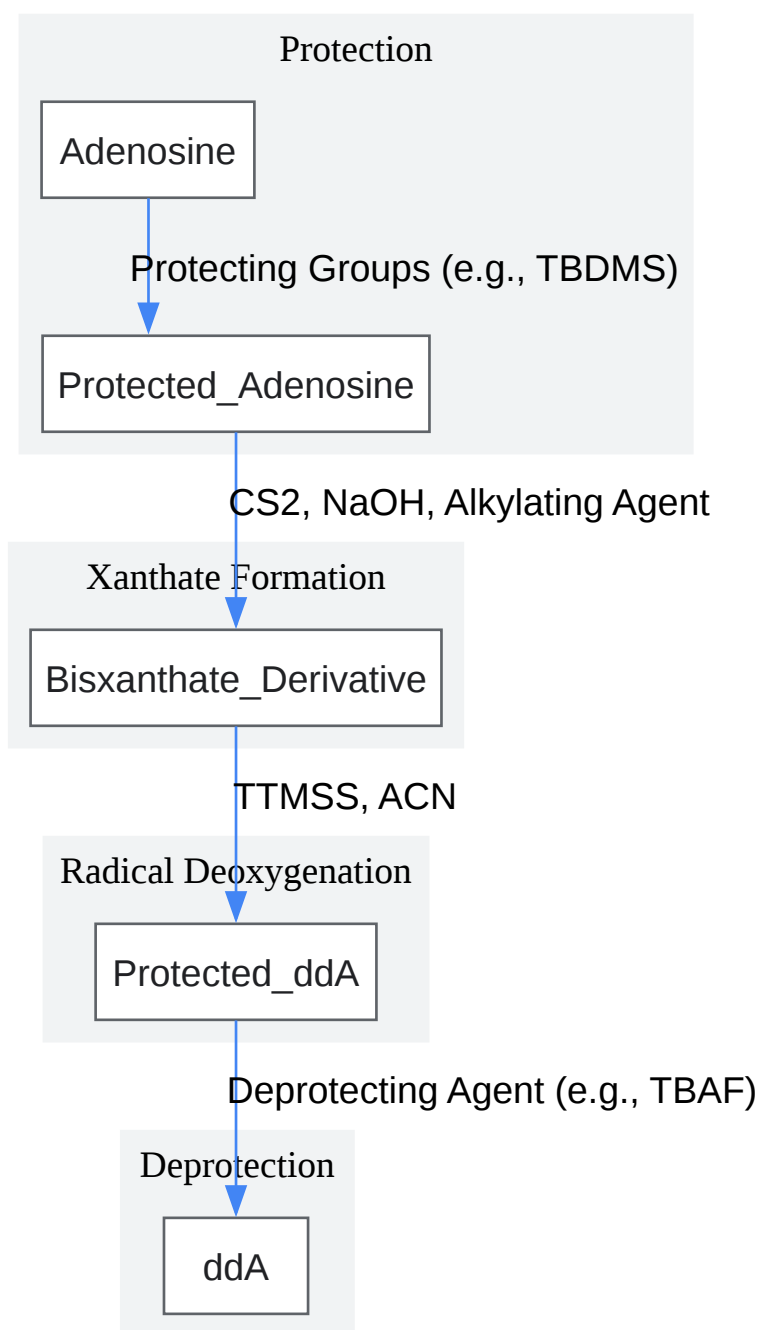 Protection
Adenosine
Protecting Groups (e.g., TBDMS)
Protected_Adenosine
CS2, NaOH, Alkylating Agent
Xanthate Formation
Bisxanthate_Derivative
TTMSS, ACN
Radical Deoxygenation
Protected_ddA
Deprotecting Agent (e.g., TBAF)
Deprotection
ddA